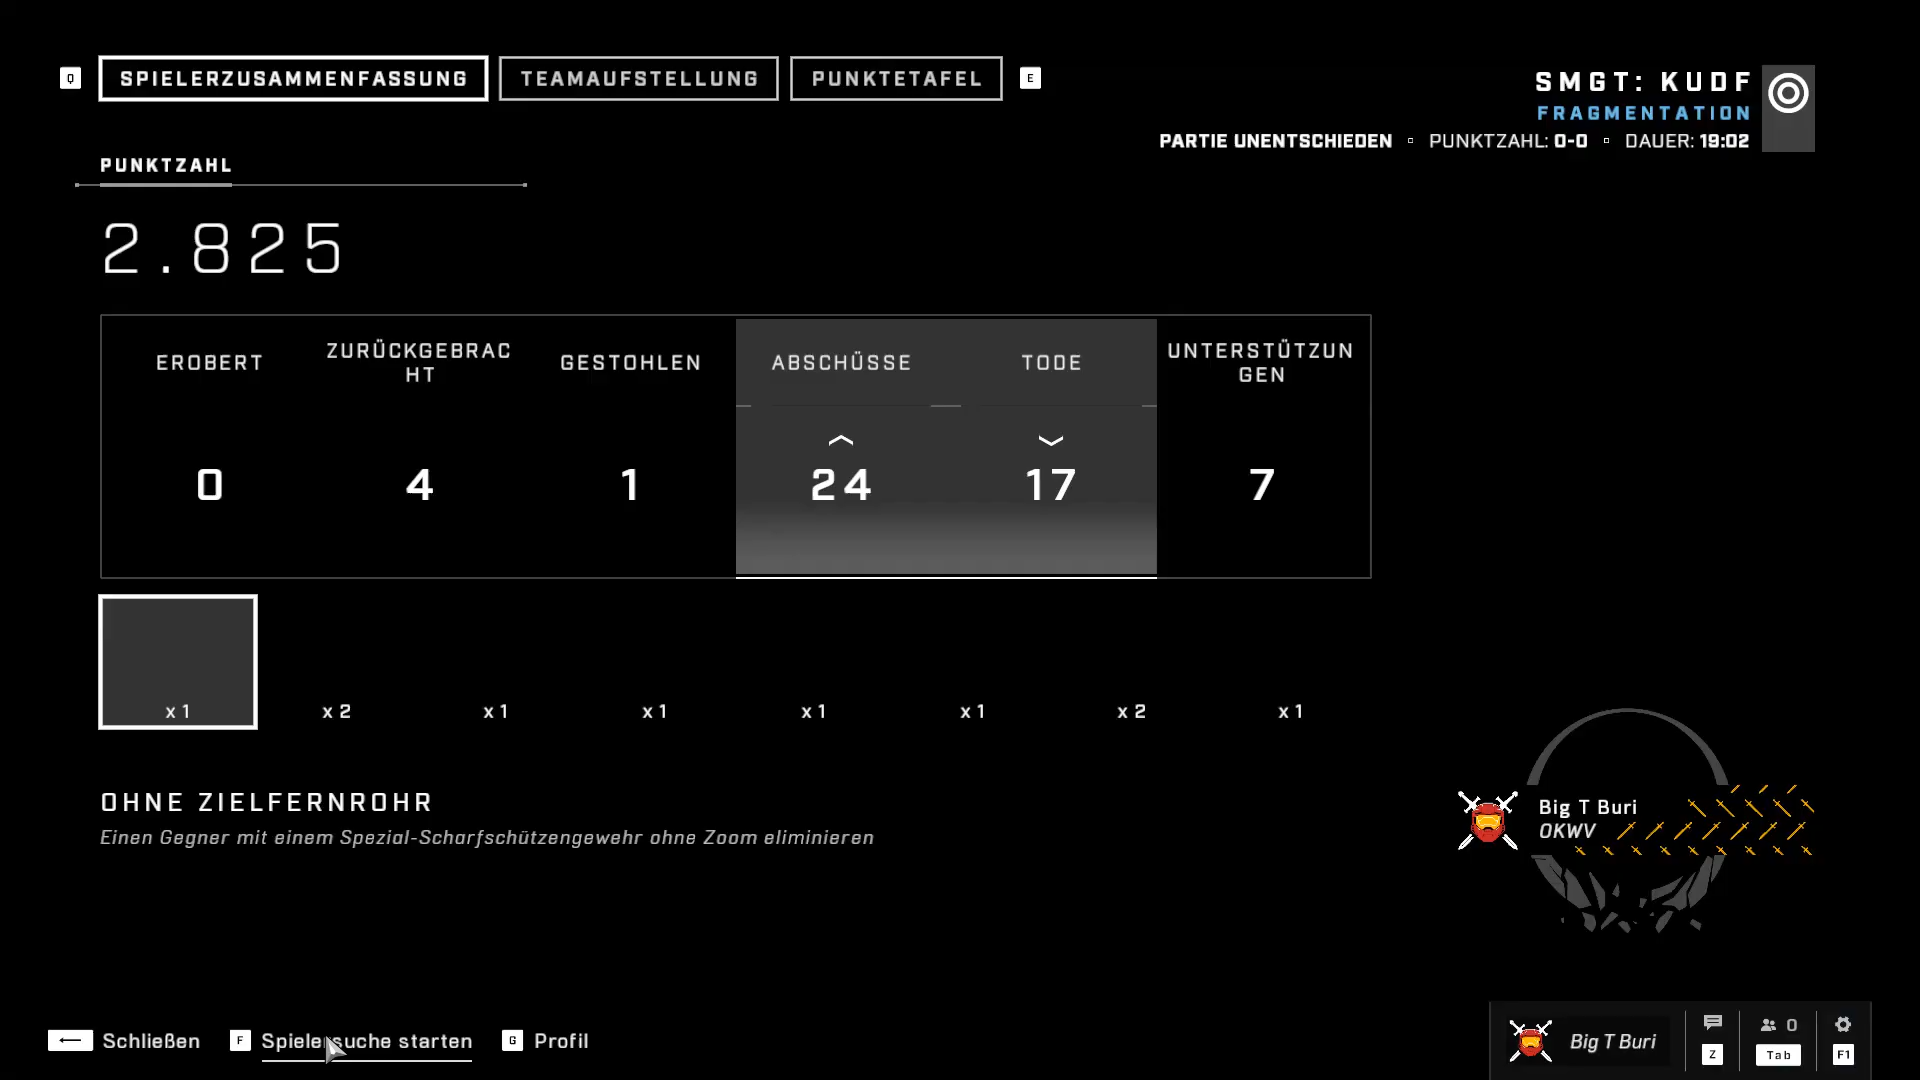 Q SPIELERZUSAMMENFASSUNG TEAMAUFSTELLUNG PUNKTETAFEL E
SMGT: KUDF
FRAGMENTATION
PARTIE UNENTSCHIEDEN ▫ PUNKTZAHL: 0-0 ▫ DAUER: 19:02
PUNKTZAHL
2.825
EROBERT
ZURÜCKGEBRAC
HT
GESTOHLEN
ABSCHÜSSE
TODE
UNTERSTÜTZUN
GEN
0 4 1 24 17 7
x 1 x 2 x 1 x 1 x 1 x 1 x 2 x 1
OHNE ZIELFERNROHR
Einen Gegner mit einem Spezial-Scharfschützengewehr ohne Zoom eliminieren
Big T Buri
OKWV
← Schließen F Spielersuche starten G Profil
Big T Buri
0
Z Tab F1